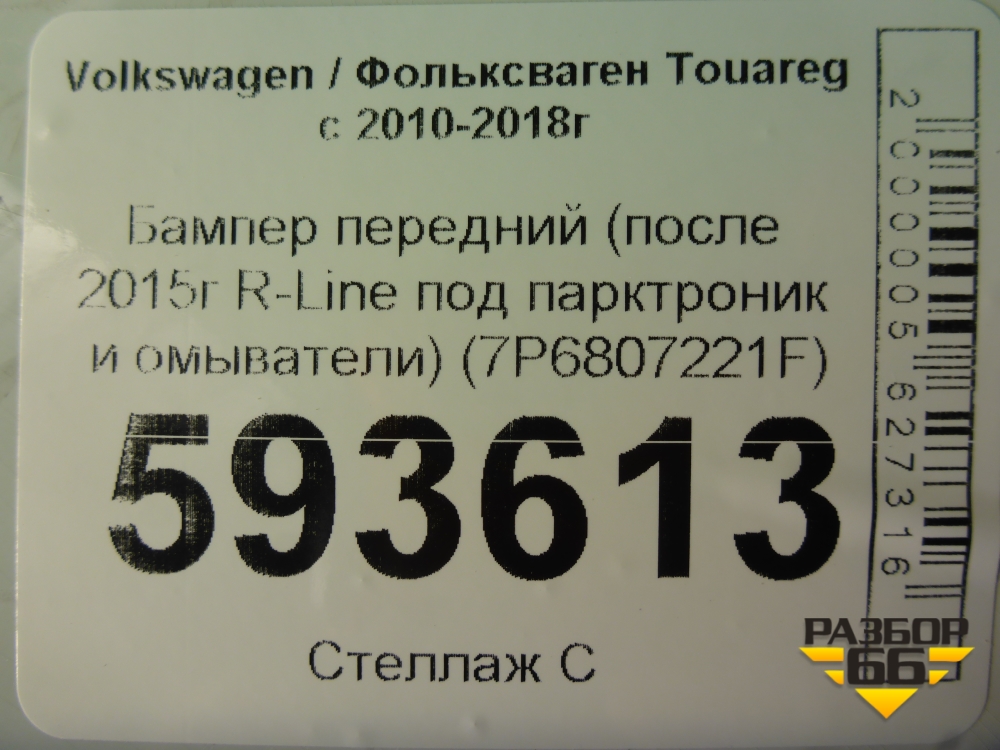 Volkswagen / Фольксваген Touareg
с 2010-2018г
Бампер передний (после
2015г R-Line под парктроник
и омыватели) (7P6807221F)
593613
Стеллаж С
2000005627316
РАЗБОР
66